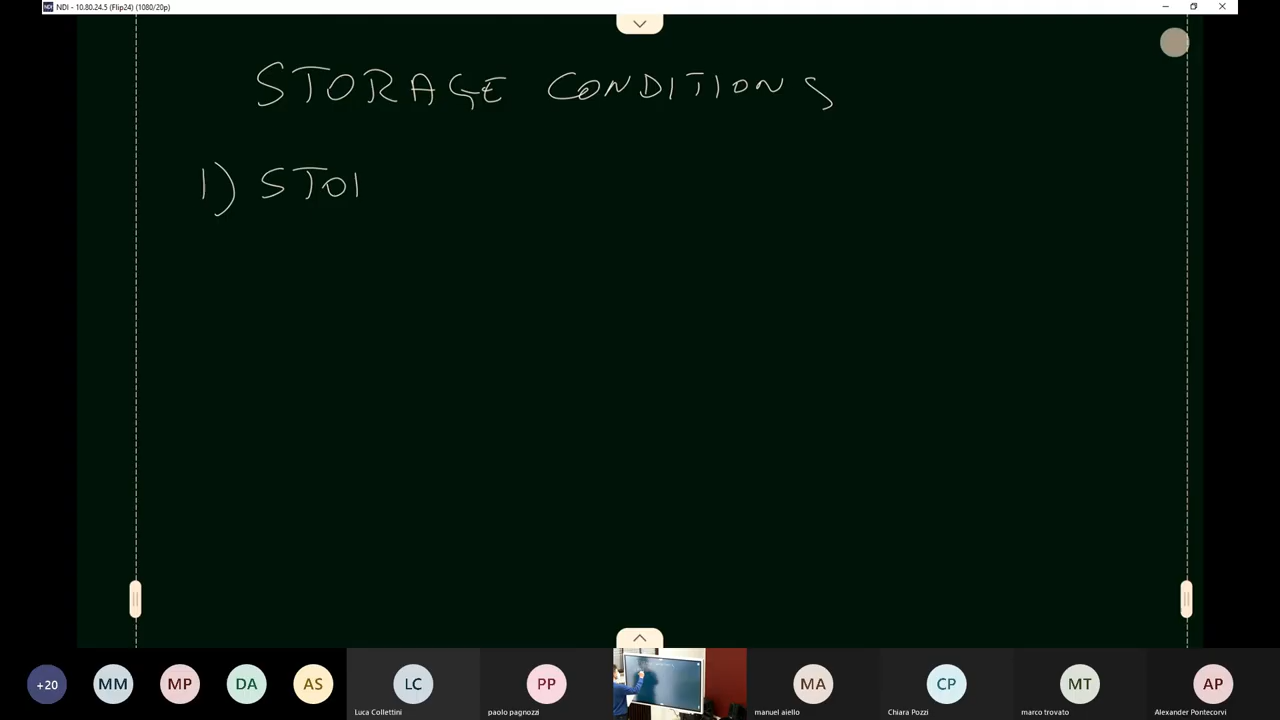 NDI - 10.80.24.5 (Flip24) (1080/20p)
STORAGE CONDITIONS
1) STOI
+20
MM
MP
DA
AS
LC
PP
MA
CP
MT
AP
Luca Collettini
paolo pagnozzi
manuel aiello
Chiara Pozzi
marco trovato
Alexander Pontecorvi